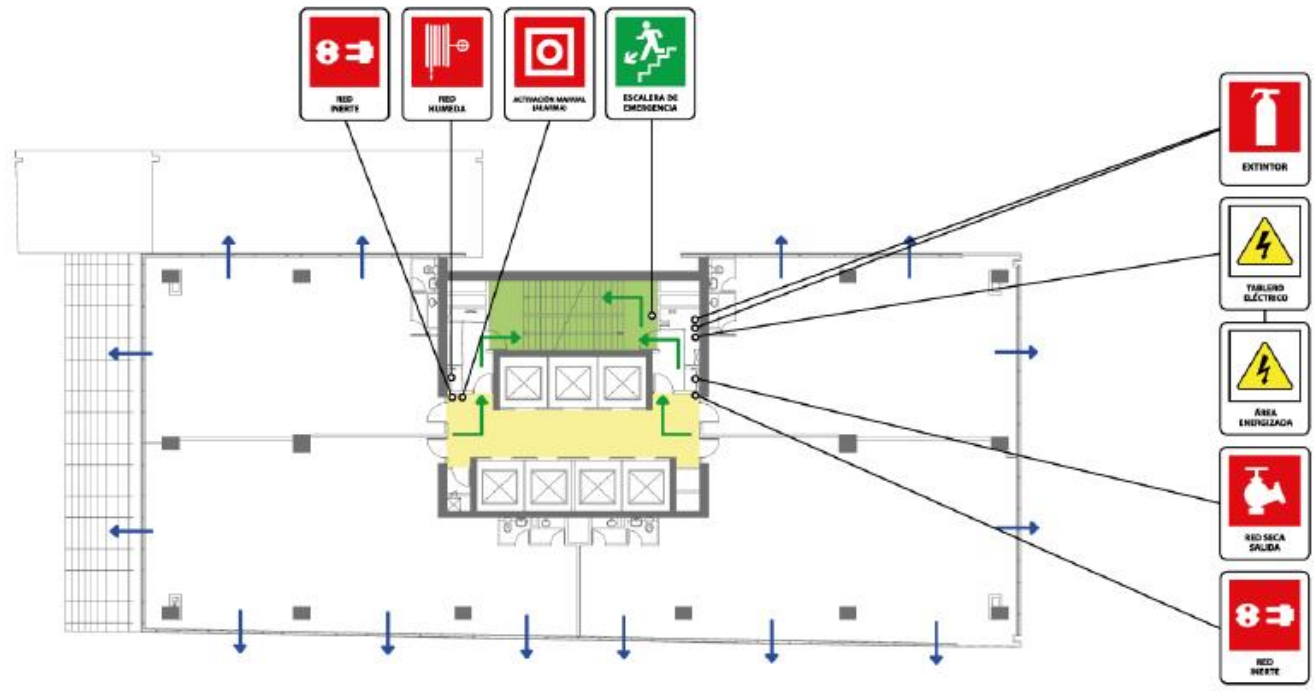 RED
INERTE
RED
HUMEDA
ACTIVACIÓN MANUAL
(ALARMA)
ESCALERA DE
EMERGENCIA
EXTINTOR
TABLERO
ELÉCTRICO
ÁREA
ENERGIZADA
RED SECA
SALIDA
RED
INERTE